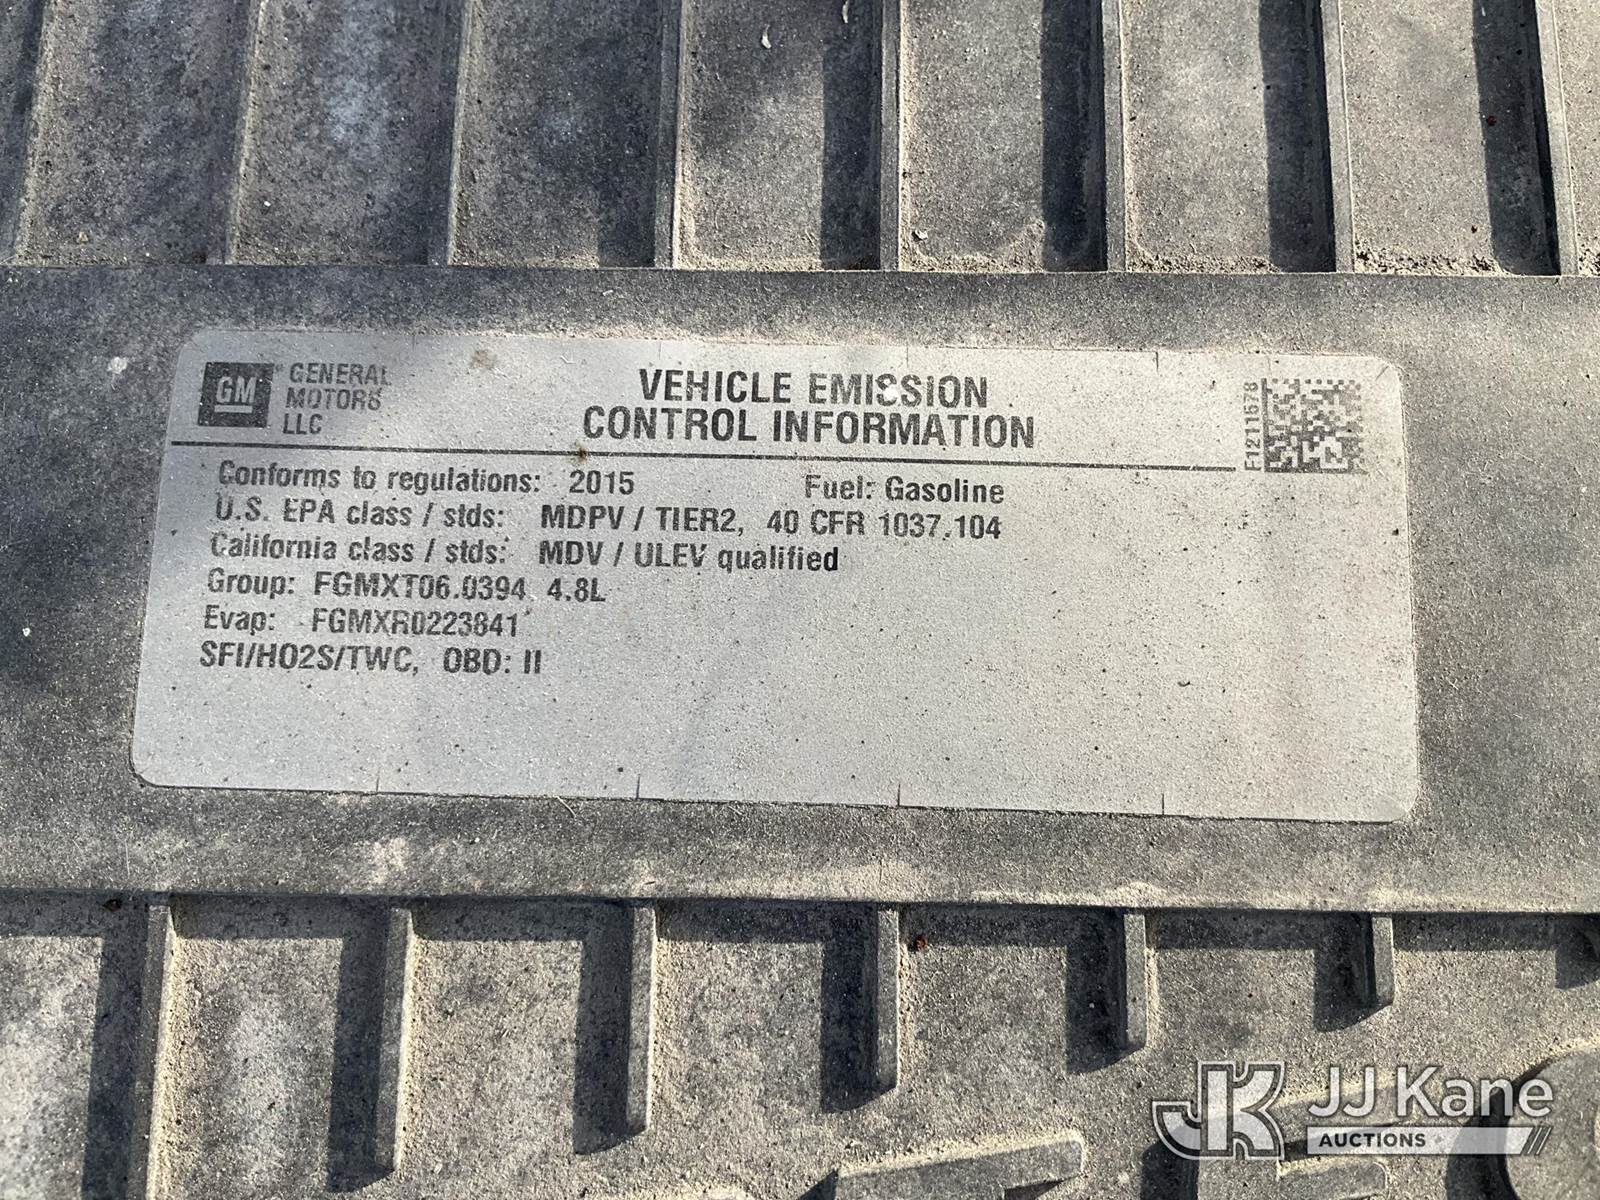 GM
GENERAL
MOTORS
LLC
VEHICLE EMISSION
CONTROL INFORMATION
F1211678
Conforms to regulations: 2015 Fuel: Gasoline
U.S. EPA class / stds: MDPV / TIER2, 40 CFR 1037.104
California class / stds: MDV / ULEV qualified
Group: FGMXT06.0394 4.8L
Evap: FGMXR0223841
SFI/HO2S/TWC, OBD: II
JK JJ Kane
AUCTIONS